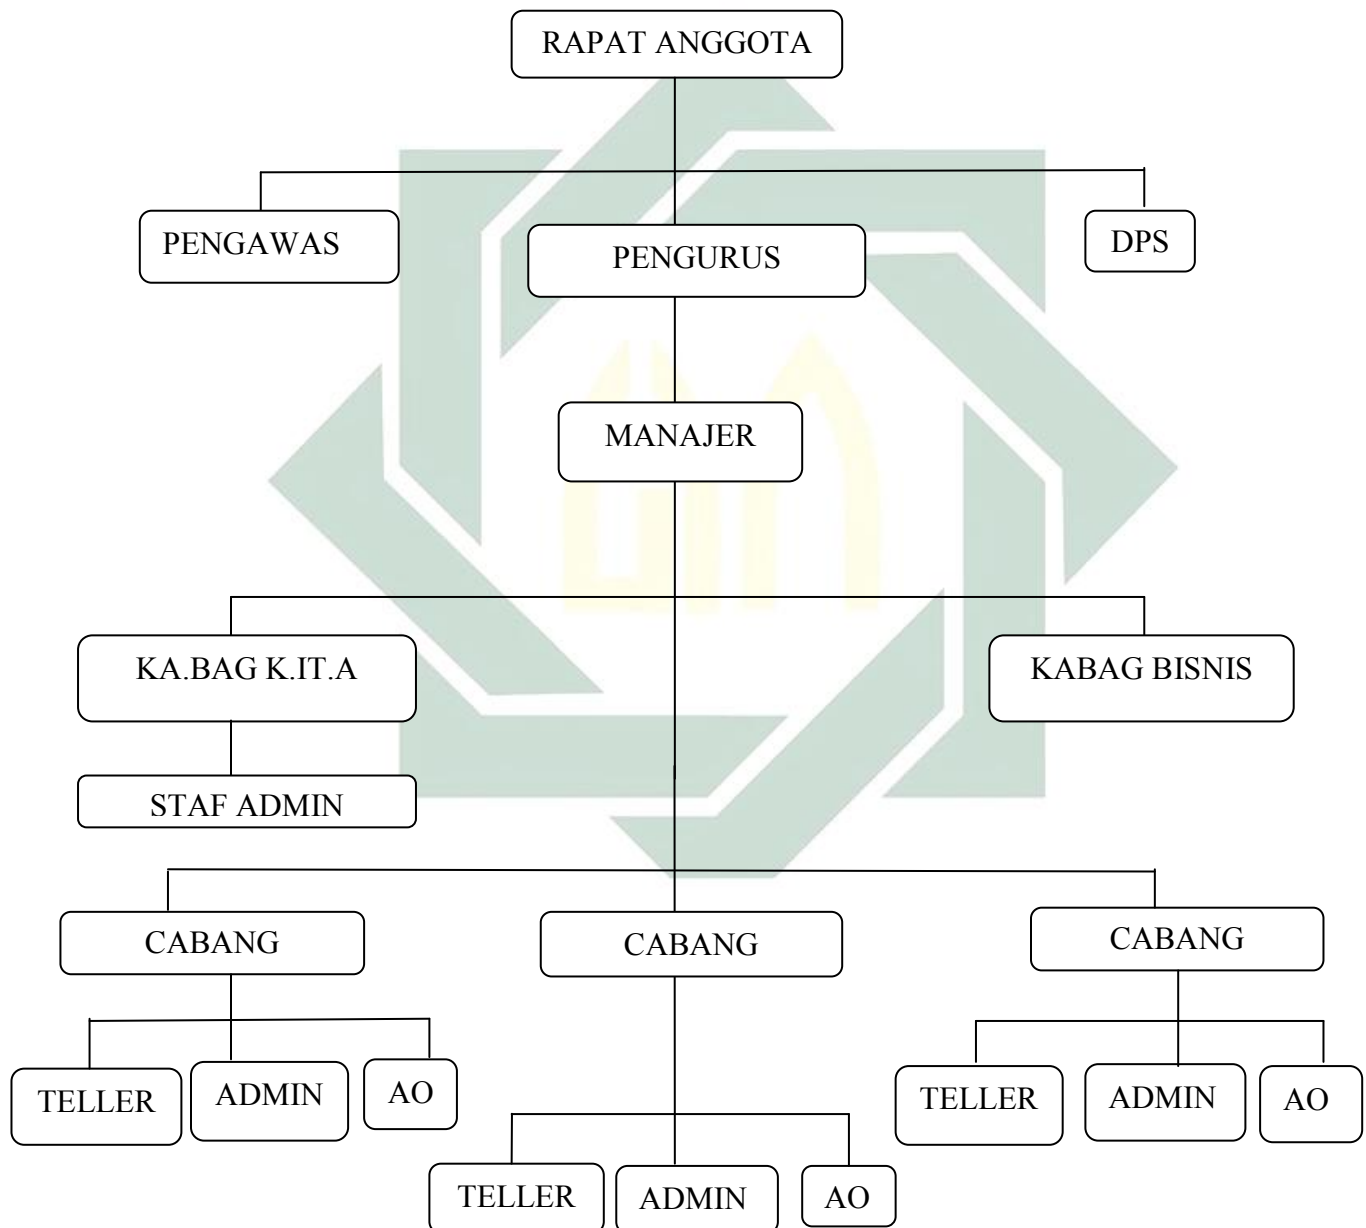 RAPAT ANGGOTA
PENGAWAS
PENGURUS
DPS
MANAJER
KA.BAG K.IT.A
KABAG BISNIS
STAF ADMIN
CABANG
CABANG
CABANG
TELLER
ADMIN
AO
TELLER
ADMIN
AO
TELLER
ADMIN
AO